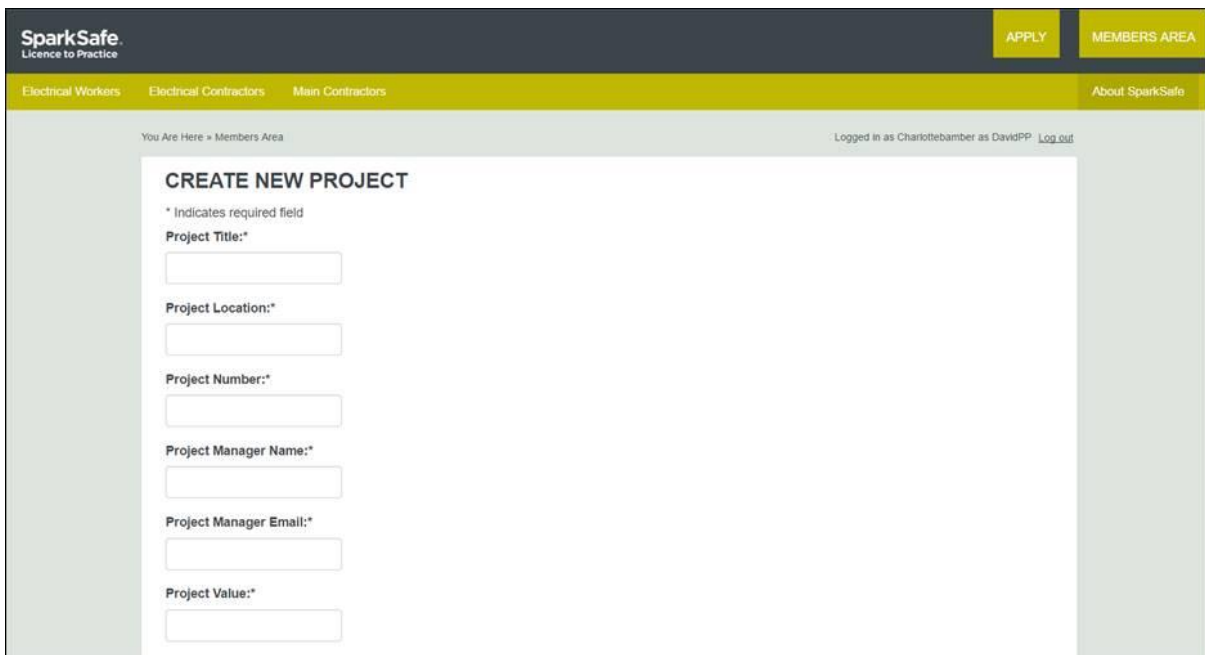 SparkSafe.
Licence to Practice
APPLY
MEMBERS AREA
Electrical Workers
Electrical Contractors
Main Contractors
About SparkSafe
You Are Here » Members Area
Logged in as Charlottebamber as DavidPP Log out
CREATE NEW PROJECT
* Indicates required field
Project Title:*
Project Location:*
Project Number:*
Project Manager Name:*
Project Manager Email:*
Project Value:*